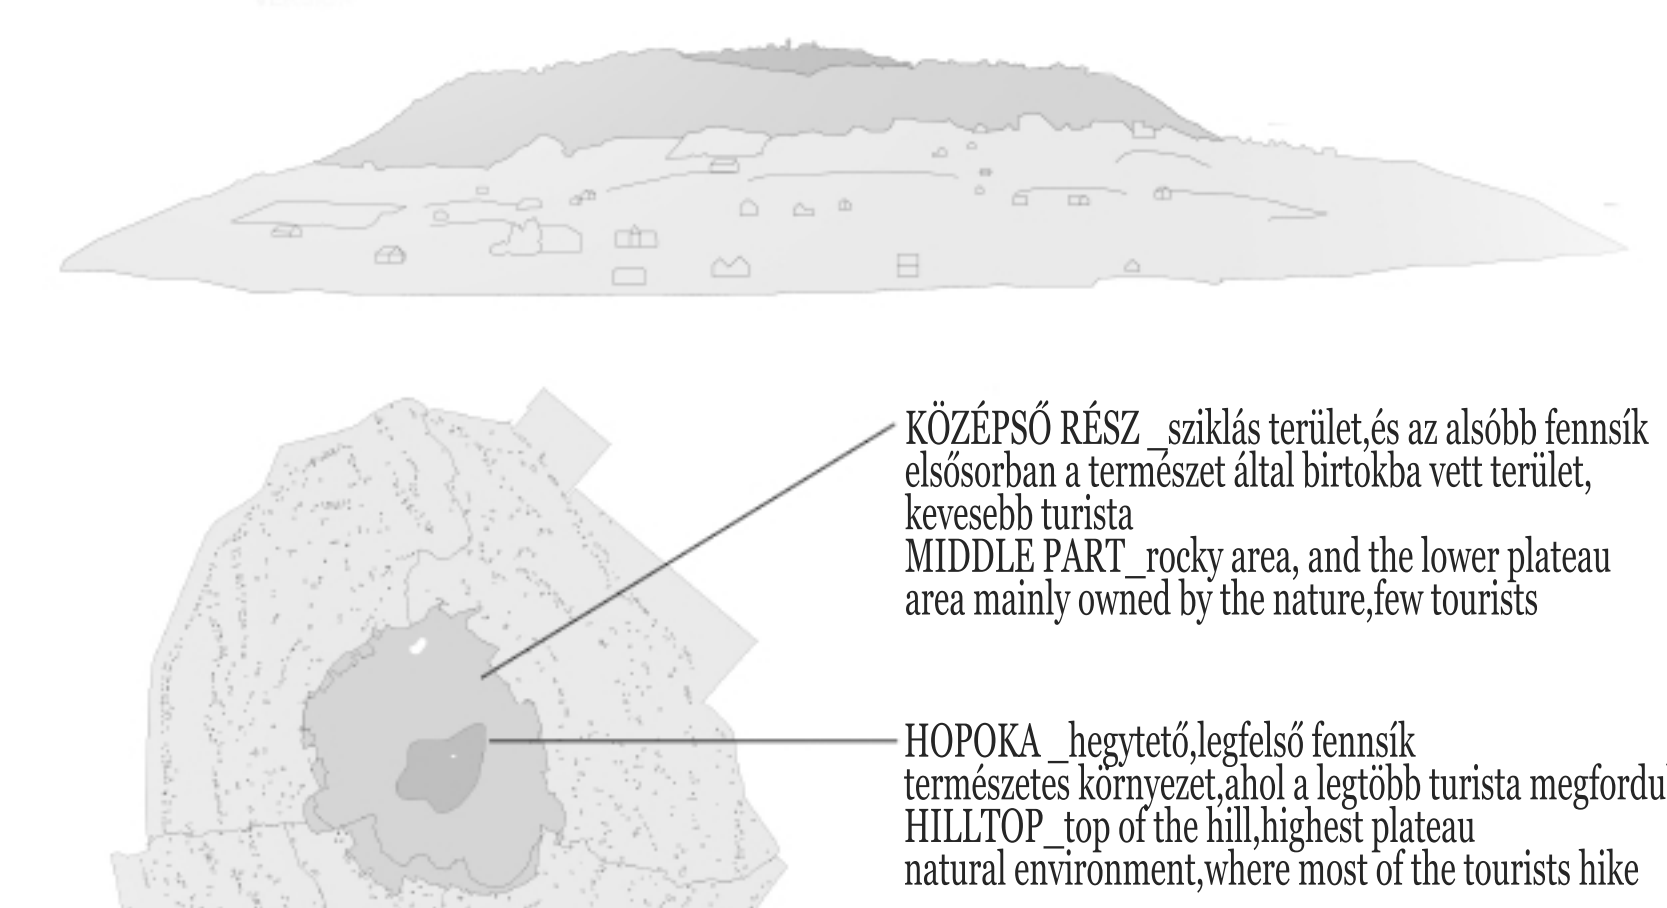 KÖZÉPSŐ RÉSZ _sziklás terület,és az alsóbb fennsík
elsősorban a természet által birtokba vett terület,
kevesebb turista
MIDDLE PART_rocky area, and the lower plateau
area mainly owned by the nature,few tourists
HOPOKA _hegytető,legfelső fennsík
természetes környezet,ahol a legtöbb turista
HILLTOP_top of the hill,highest plateau
natural environment,where most of the tourists hike